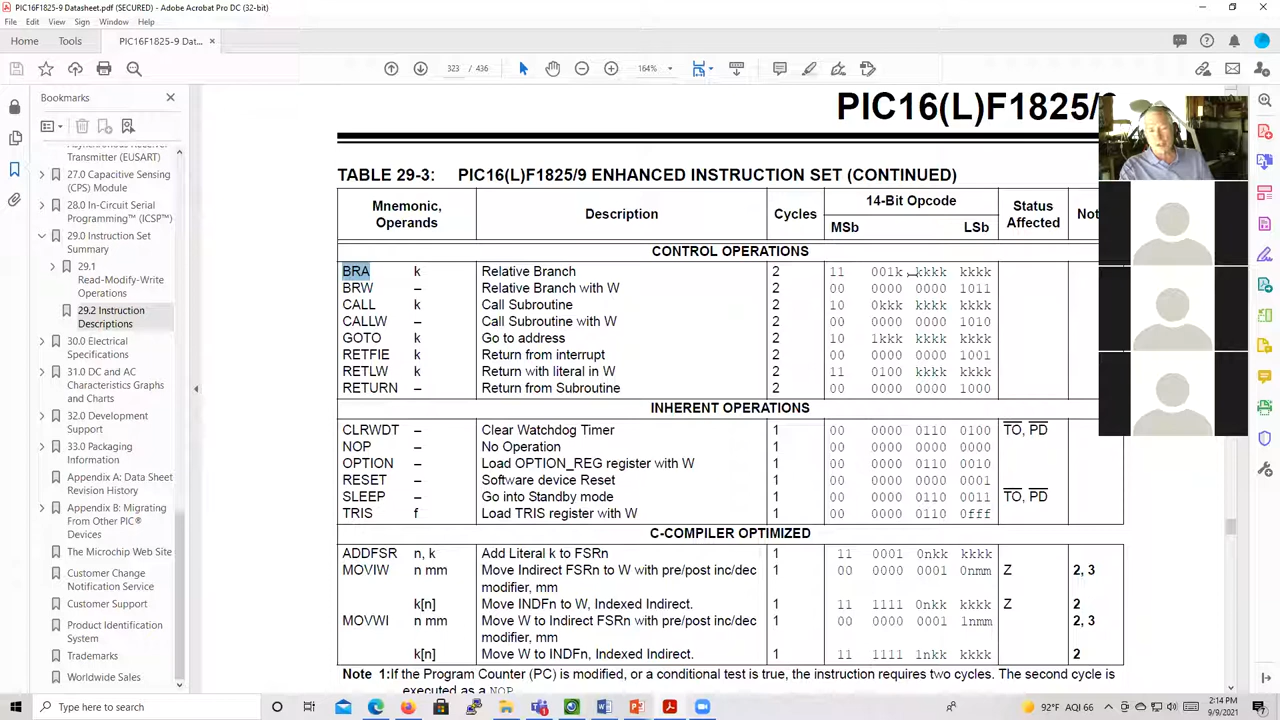 PIC16F1825-9 Datasheet.pdf (SECURED) - Adobe Acrobat Pro DC (32-bit)
File Edit View Sign Window Help
Home Tools PIC16F1825-9 Dat... ×
323 / 436 164%
Bookmarks
Transmitter (EUSART)
27.0 Capacitive Sensing
(CPS) Module
28.0 In-Circuit Serial
Programming™ (ICSP™)
29.0 Instruction Set
Summary
29.1
Read-Modify-Write
Operations
29.2 Instruction
Descriptions
30.0 Electrical
Specifications
31.0 DC and AC
Characteristics Graphs
and Charts
32.0 Development
Support
33.0 Packaging
Information
Appendix A: Data Sheet
Revision History
Appendix B: Migrating
From Other PIC®
Devices
The Microchip Web Site
Customer Change
Notification Service
Customer Support
Product Identification
System
Trademarks
Worldwide Sales
PIC16(L)F1825/
TABLE 29-3: PIC16(L)F1825/9 ENHANCED INSTRUCTION SET (CONTINUED)
Mnemonic,
Operands
Description
Cycles
14-Bit Opcode
MSb LSb
Status
Affected
Not
CONTROL OPERATIONS
BRA k Relative Branch 2 11 001k kkkk kkkk
BRW – Relative Branch with W 2 00 0000 0000 1011
CALL k Call Subroutine 2 10 0kkk kkkk kkkk
CALLW – Call Subroutine with W 2 00 0000 0000 1010
GOTO k Go to address 2 10 1kkk kkkk kkkk
RETFIE k Return from interrupt 2 00 0000 0000 1001
RETLW k Return with literal in W 2 11 0100 kkkk kkkk
RETURN – Return from Subroutine 2 00 0000 0000 1000
INHERENT OPERATIONS
CLRWDT – Clear Watchdog Timer 1 00 0000 0110 0100 TO, PD
NOP – No Operation 1 00 0000 0000 0000
OPTION – Load OPTION_REG register with W 1 00 0000 0110 0010
RESET – Software device Reset 1 00 0000 0000 0001
SLEEP – Go into Standby mode 1 00 0000 0110 0011 TO, PD
TRIS f Load TRIS register with W 1 00 0000 0110 0fff
C-COMPILER OPTIMIZED
ADDFSR n, k Add Literal k to FSRn 1 11 0001 0nkk kkkk
MOVIW n mm Move Indirect FSRn to W with pre/post inc/dec 1 00 0000 0001 0nmm Z 2, 3
modifier, mm
k[n] Move INDFn to W, Indexed Indirect. 1 11 1111 0nkk kkkk Z 2
MOVWI n mm Move W to Indirect FSRn with pre/post inc/dec 1 00 0000 0001 1nmm 2, 3
modifier, mm
k[n] Move W to INDFn, Indexed Indirect. 1 11 1111 1nkk kkkk 2
Note 1:If the Program Counter (PC) is modified, or a conditional test is true, the instruction requires two cycles. The second cycle is
executed as a NOP.
Type here to search
92°F AQI 66
2:14 PM
9/9/2021